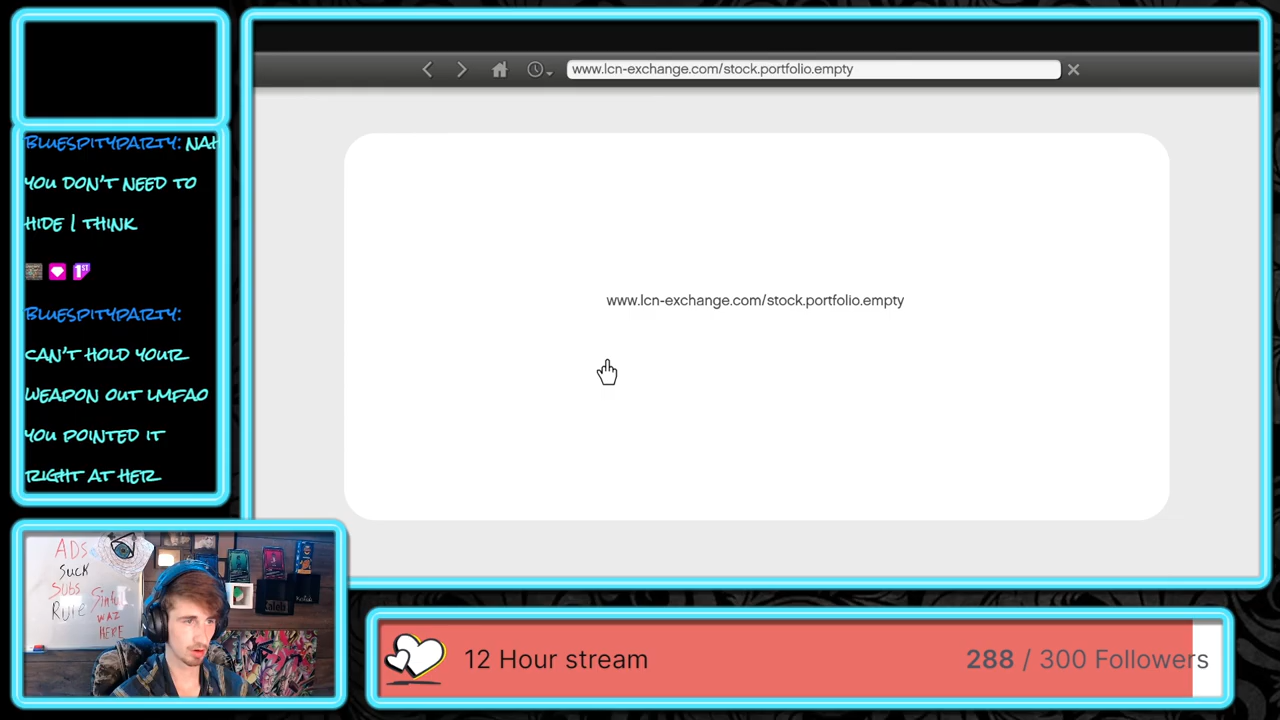 www.lcn-exchange.com/stock.portfolio.empty
www.lcn-exchange.com/stock.portfolio.empty
BLUESPITYPARTY: NAH
YOU DON'T NEED TO
HIDE I THINK
1ST
BLUESPITYPARTY:
CAN'T HOLD YOUR
WEAPON OUT LMFAO
YOU POINTED IT
RIGHT AT HER
ADs
Suck
Subs
Rule
WAZ
HERE
12 Hour stream
288 / 300 Followers